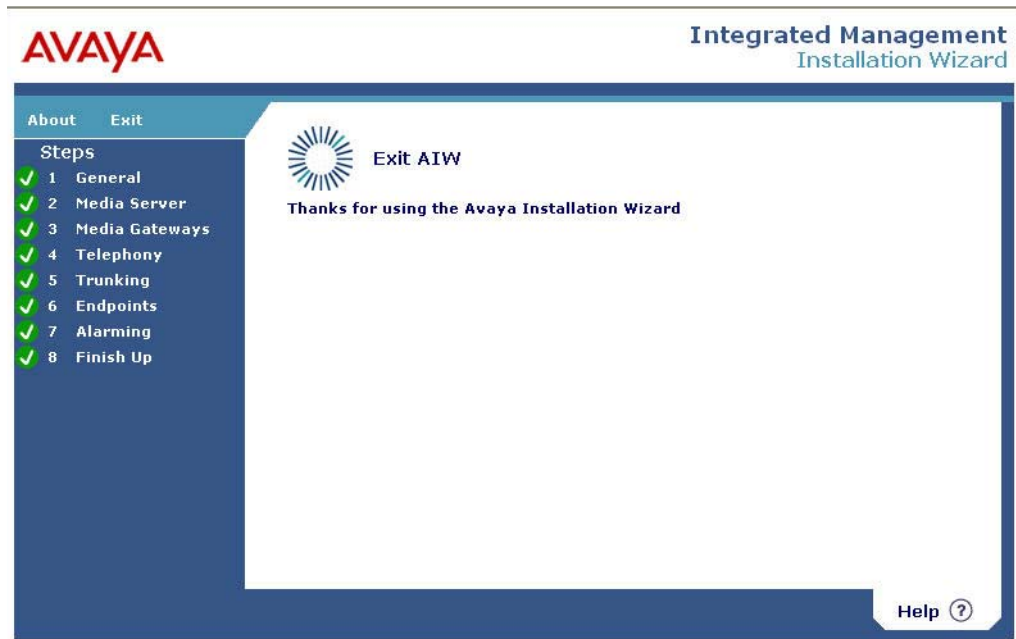 AVAYA
Integrated Management
Installation Wizard
About Exit
Steps
1 General
2 Media Server
3 Media Gateways
4 Telephony
5 Trunking
6 Endpoints
7 Alarming
8 Finish Up
Exit AIW
Thanks for using the Avaya Installation Wizard
Help ?